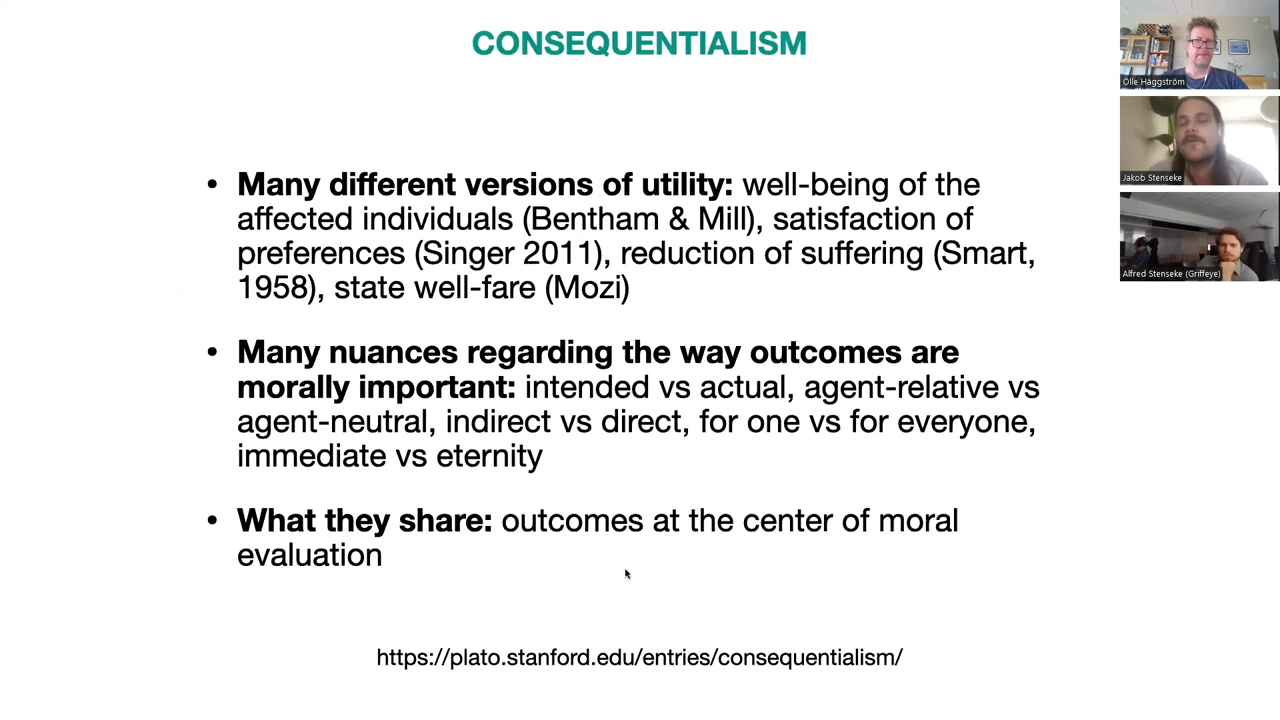 CONSEQUENTIALISM
• Many different versions of utility: well-being of the
affected individuals (Bentham & Mill), satisfaction of
preferences (Singer 2011), reduction of suffering (Smart,
1958), state well-fare (Mozi)
• Many nuances regarding the way outcomes are
morally important: intended vs actual, agent-relative vs
agent-neutral, indirect vs direct, for one vs for everyone,
immediate vs eternity
• What they share: outcomes at the center of moral
evaluation
https://plato.stanford.edu/entries/consequentialism/
Olle Häggström
Jakob Stenseke
Alfred Stenseke (Griffeye)